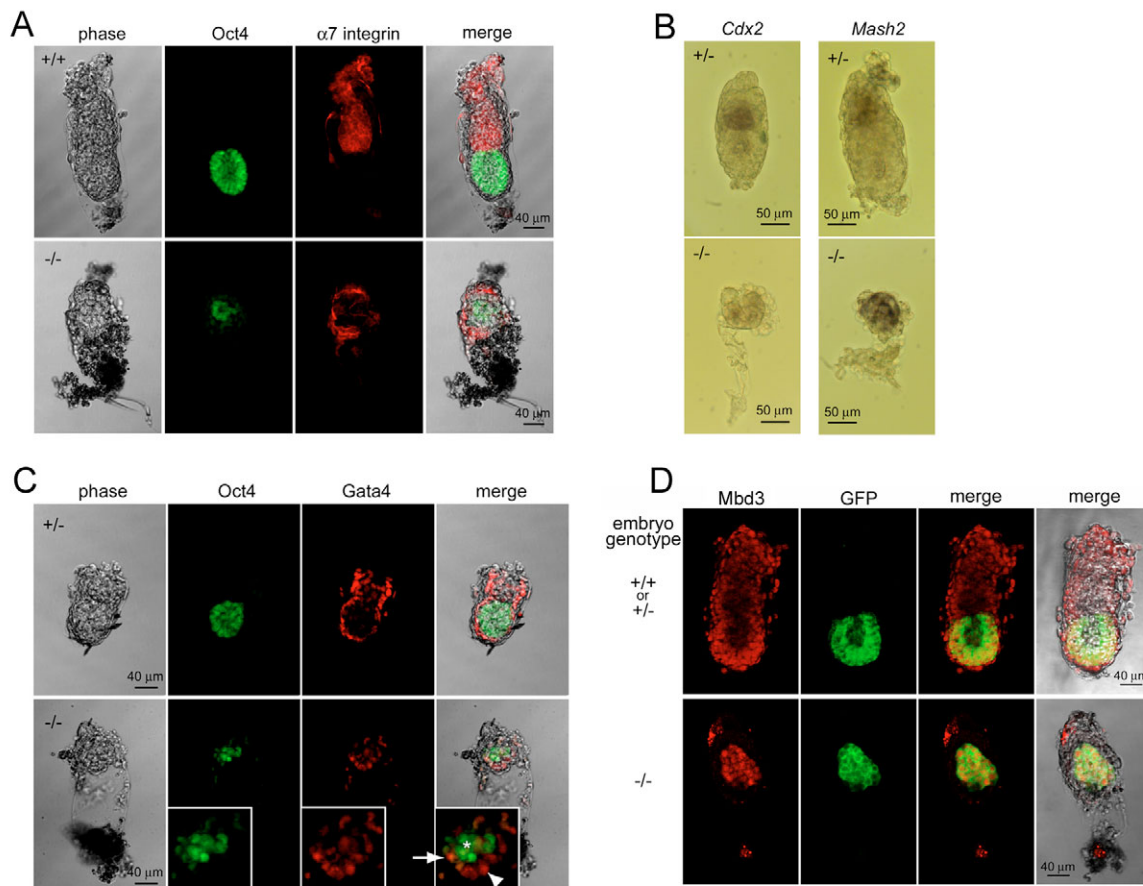 A
phase Oct4 α7 integrin merge
+/+
40 µm
-/-
40 µm
B
Cdx2 Mash2
+/- +/-
50 µm 50 µm
-/- -/-
50 µm 50 µm
C
phase Oct4 Gata4 merge
+/-
40 µm 40 µm
-/-
*
40 µm
D
Mbd3 GFP merge merge
embryo
genotype
+/+
or
+/-
40 µm
-/-
40 µm